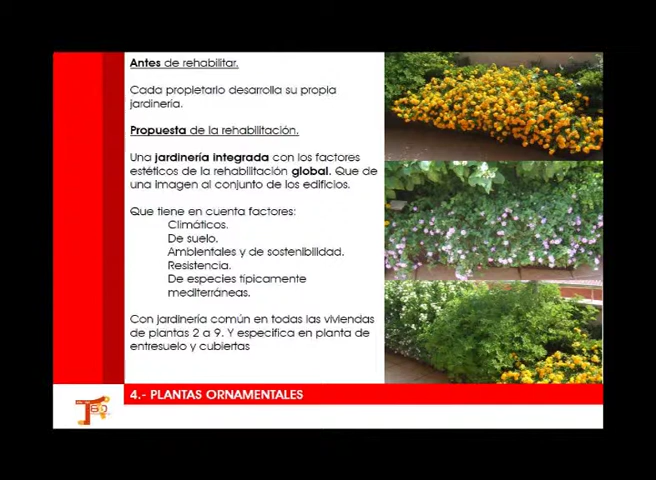 Antes de rehabilitar.
Cada propietario desarrolla su propia
jardinería.
Propuesta de la rehabilitación.
Una jardinería integrada con los factores
estéticos de la rehabilitación global. Que de
una imagen al conjunto de los edificios.
Que tiene en cuenta factores:
Climáticos.
De suelo.
Ambientales y de sostenibilidad.
Resistencia.
De especies típicamente
mediterráneas.
Con jardinería común en todas las viviendas
de plantas 2 a 9. Y especifica en planta de
entresuelo y cubiertas
4.- PLANTAS ORNAMENTALES